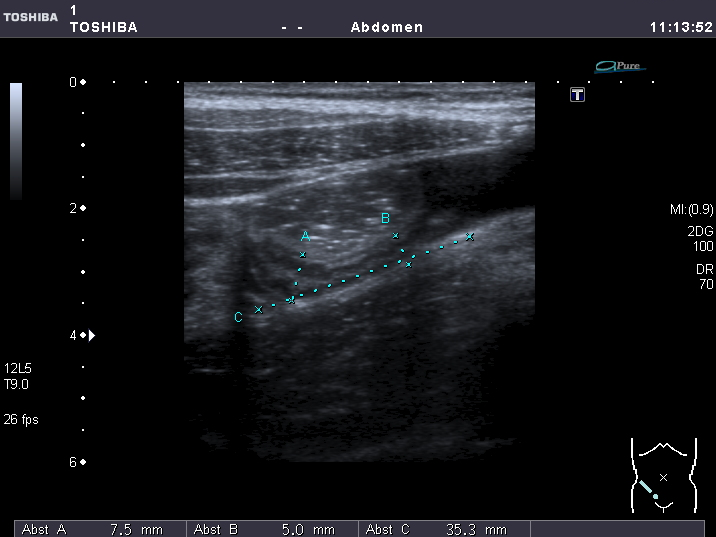 TOSHIBA
1
TOSHIBA - - Abdomen 11:13:52
aPure
T
0
2
4
6
A
B
C
MI:(0.9)
2DG
100
DR
70
12L5
T9.0
26 fps
Abst A 7.5 mm Abst B 5.0 mm Abst C 35.3 mm